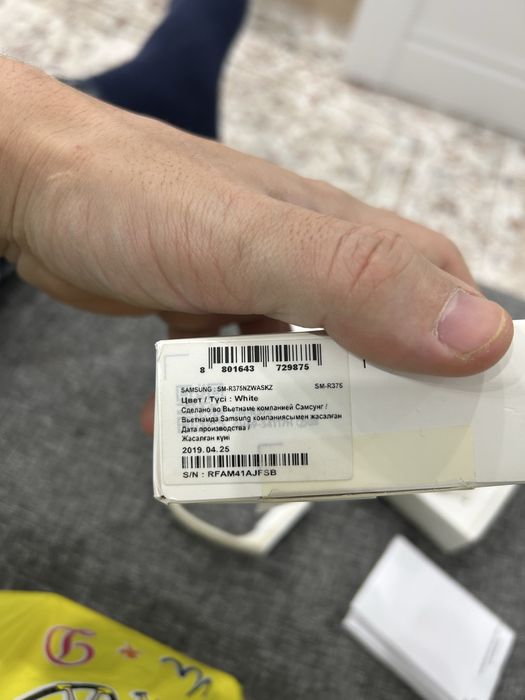 8 801643 729875
SAMSUNG : SM-R375NZWASKZ SM-R375
Цвет / Түсі : White
Сделано во Вьетнаме компанией Самсунг /
Вьетнамда Samsung компаниясымен жасалған
Дата производства /
Жасалған күні
2019.04.25
S/N : RFAM41AJFSB